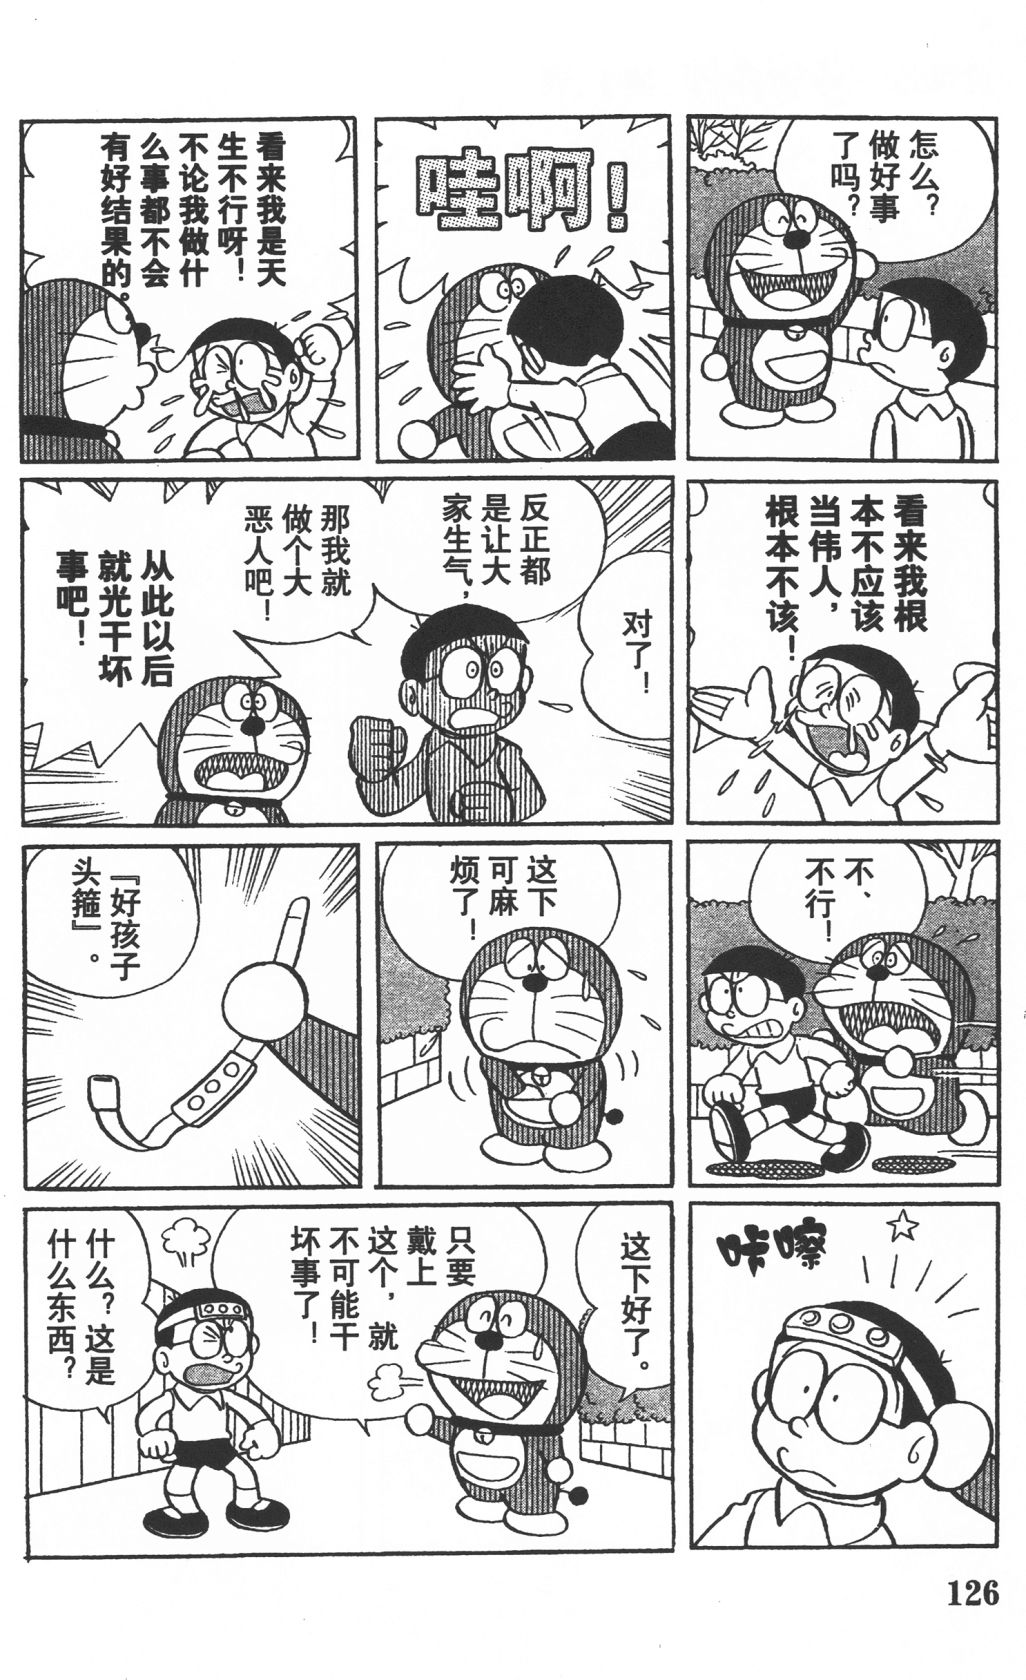 怎么？
做好事
了吗？
哇啊！
看来我是天
生不行呀！
不论我做什
么事都不会
有好结果的。
看来我根
本不应该
当伟人，
根本不该！
对了！
反正都
是让大
家生气，
那我就
做个大
恶人吧！
从此以后
就光干坏
事吧！
不、
不行！
这下
可麻
烦了！
『好孩子
头箍』。
咔嚓
这下好了。
只要
戴上
这个，就
不可能干
坏事了！
什么？这是
什么东西？
126